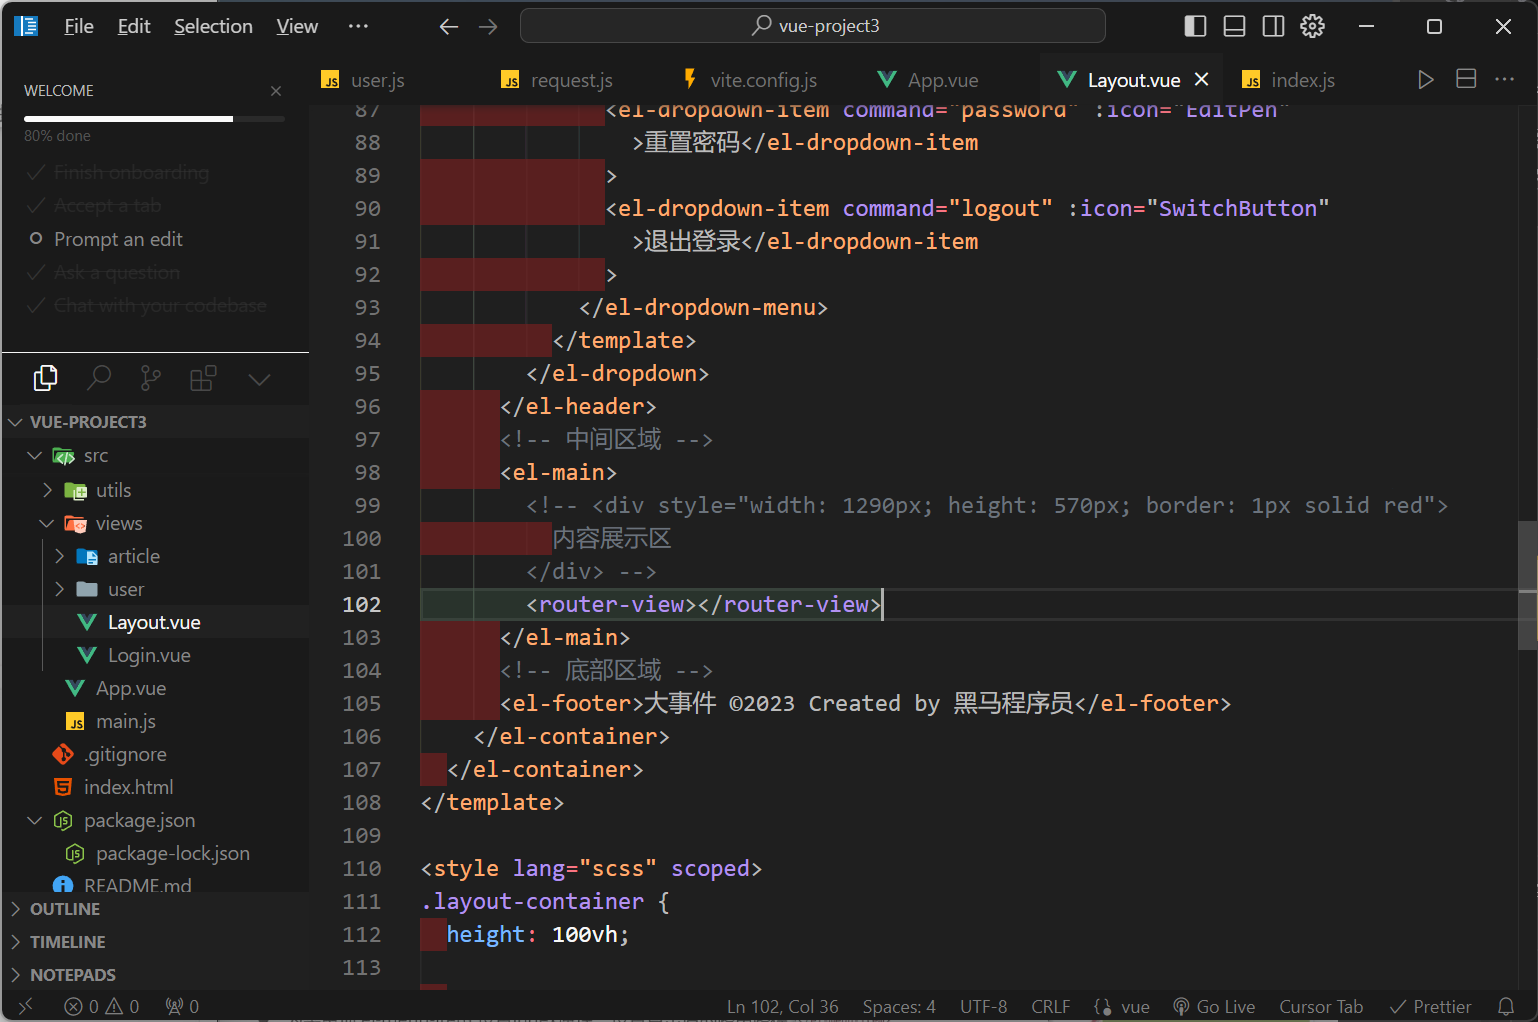 File Edit Selection View ··· vue-project3
WELCOME
80% done
Finish onboarding
Accept a tab
Prompt an edit
Ask a question
Chat with your codebase
VUE-PROJECT3
src
utils
views
article
user
Layout.vue
Login.vue
App.vue
main.js
.gitignore
index.html
package.json
package-lock.json
README.md
OUTLINE
TIMELINE
NOTEPADS
user.js request.js vite.config.js App.vue Layout.vue index.js
87 <el-dropdown-item command="password" :icon="EditPen"
88 >重置密码</el-dropdown-item
89 >
90 <el-dropdown-item command="logout" :icon="SwitchButton"
91 >退出登录</el-dropdown-item
92 >
93 </el-dropdown-menu>
94 </template>
95 </el-dropdown>
96 </el-header>
97 <!-- 中间区域 -->
98 <el-main>
99 <!-- <div style="width: 1290px; height: 570px; border: 1px solid red">
100 内容展示区
101 </div> -->
102 <router-view></router-view>
103 </el-main>
104 <!-- 底部区域 -->
105 <el-footer>大事件 ©2023 Created by 黑马程序员</el-footer>
106 </el-container>
107 </el-container>
108 </template>
109
110 <style lang="scss" scoped>
111 .layout-container {
112 height: 100vh;
113
0 0 0 Ln 102, Col 36 Spaces: 4 UTF-8 CRLF {} vue Go Live Cursor Tab Prettier